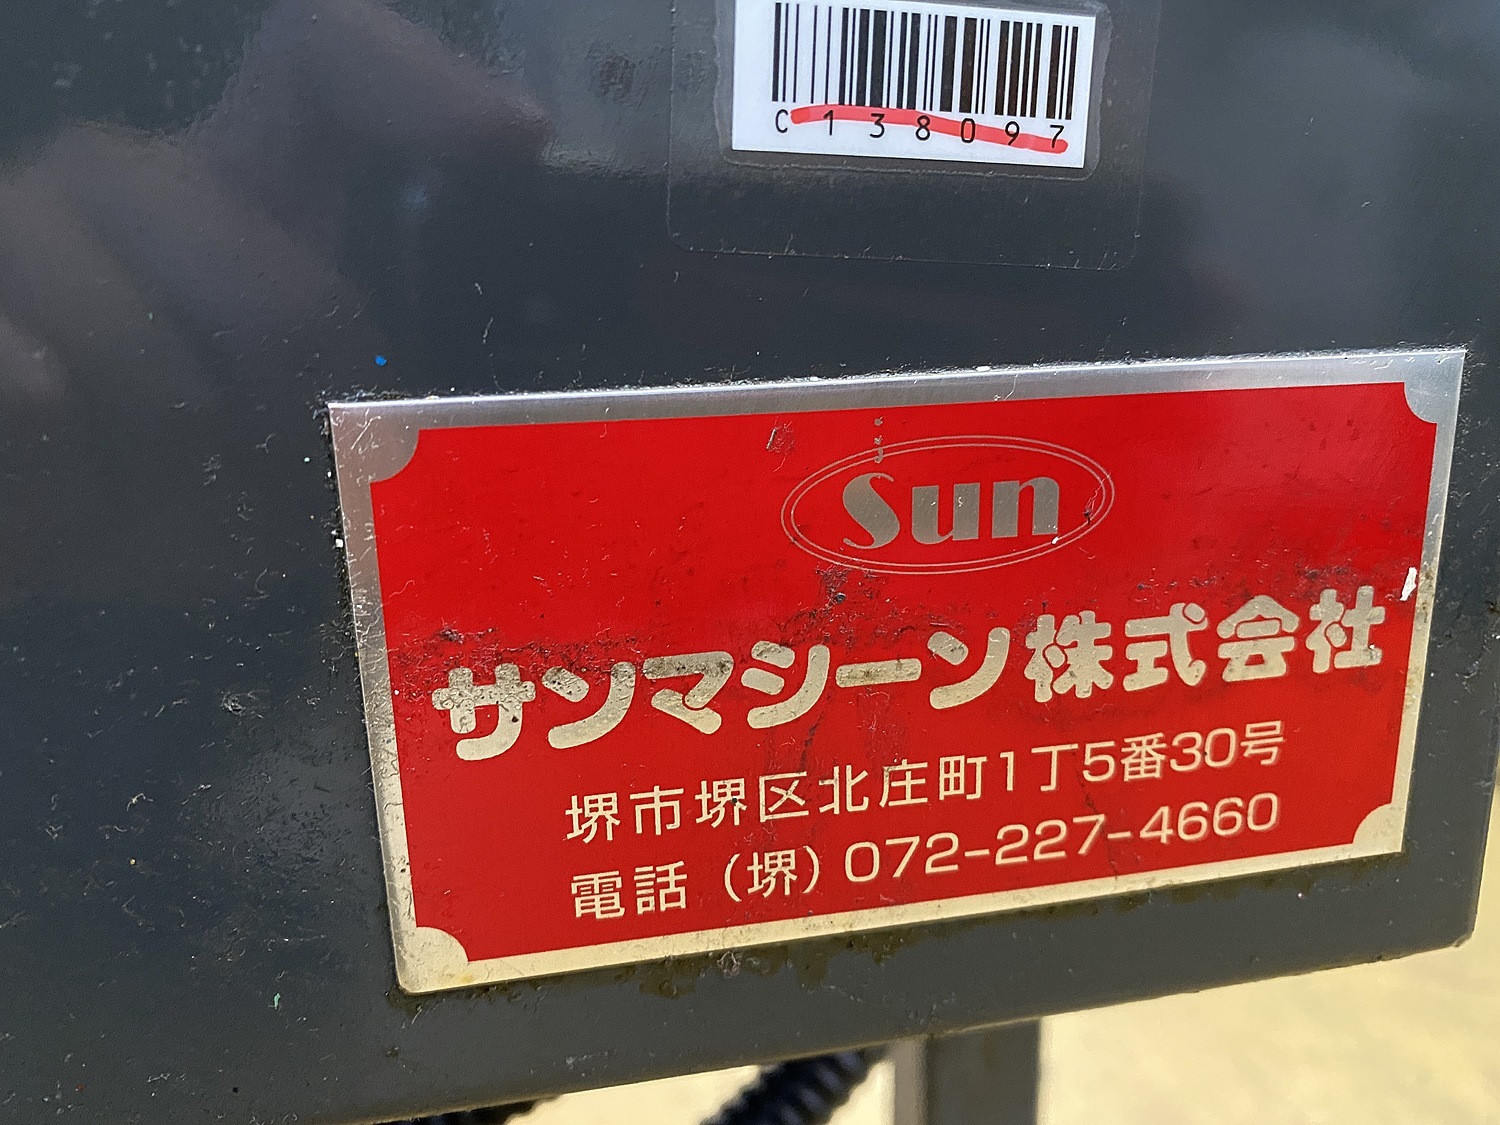 C138097
Sun
サンマシーン株式会社
堺市堺区北庄町1丁5番30号
電話（堺）072-227-4660